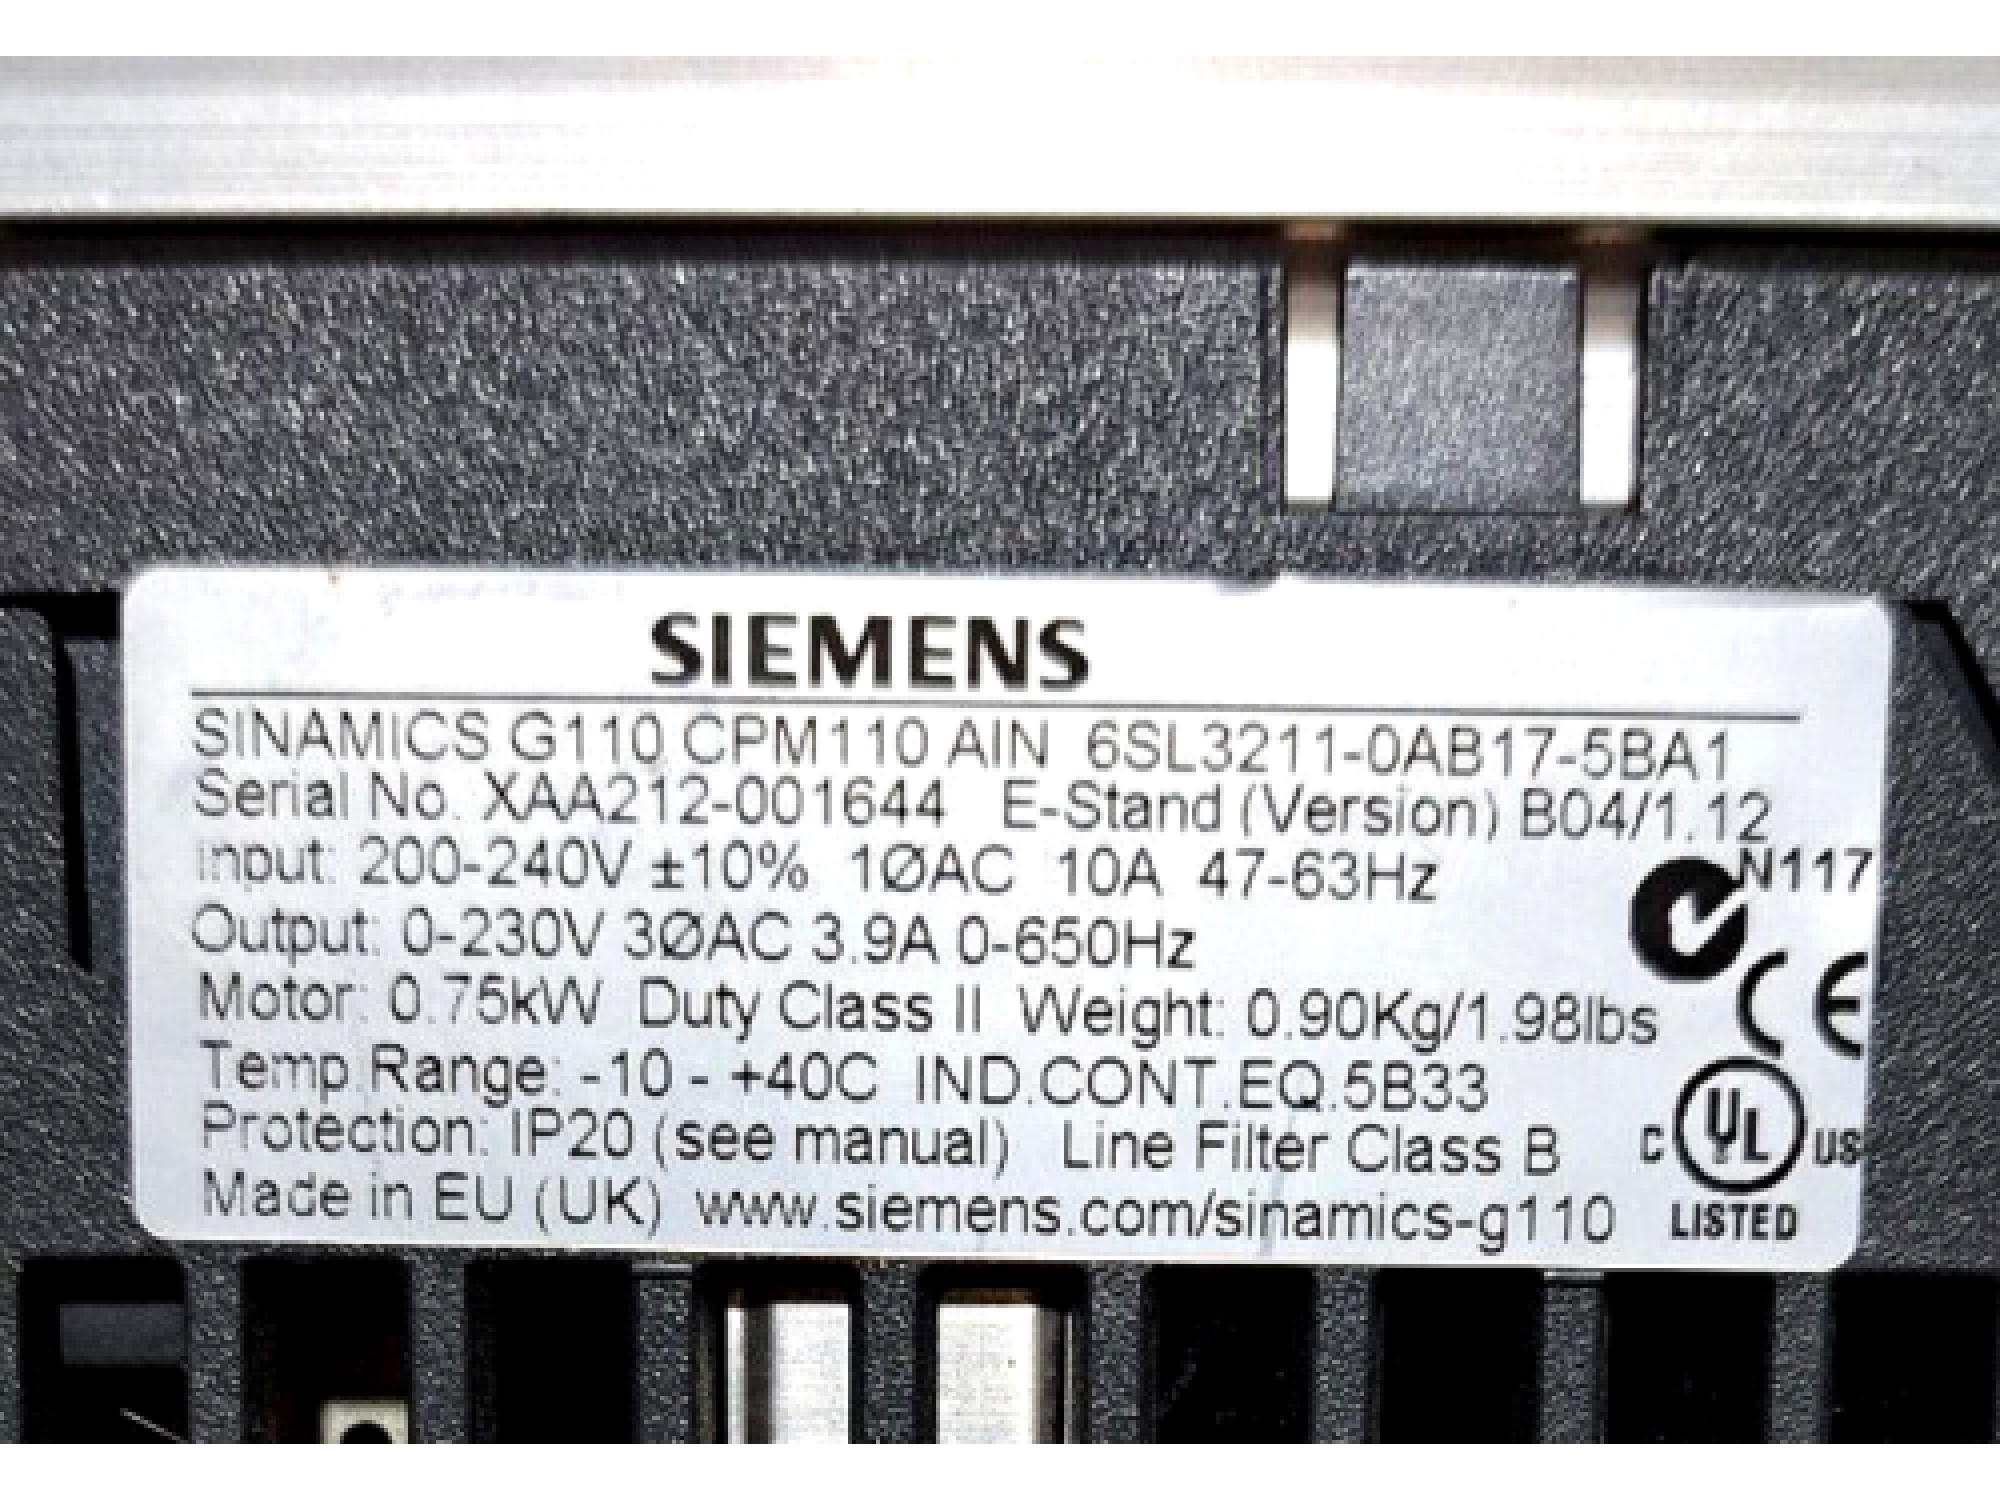 SIEMENS
SINAMICS G110 CPM110 AIN 6SL3211-0AB17-5BA1
Serial No. XAA212-001644 E-Stand (Version) B04/1.12
Input: 200-240V ±10% 1ØAC 10A 47-63Hz
N117
Output: 0-230V 3ØAC 3.9A 0-650Hz
Motor: 0.75kW Duty Class II Weight: 0.90Kg/1.98lbs
CE
Temp.Range: -10 - +40C IND.CONT.EQ.5B33
Protection: IP20 (see manual) Line Filter Class B
C UL US
Made in EU (UK) www.siemens.com/sinamics-g110
LISTED